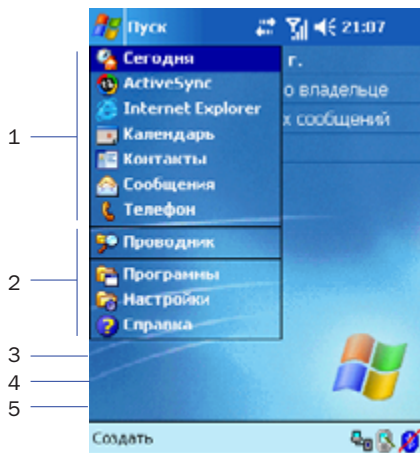 Пуск 21:07
Сегодня
г.
ActiveSync
о владельце
Internet Explorer
х сообщений
Календарь
1
Контакты
Сообщения
Телефон
Проводник
2
Программы
Настройки
Справка
3
4
5
Создать